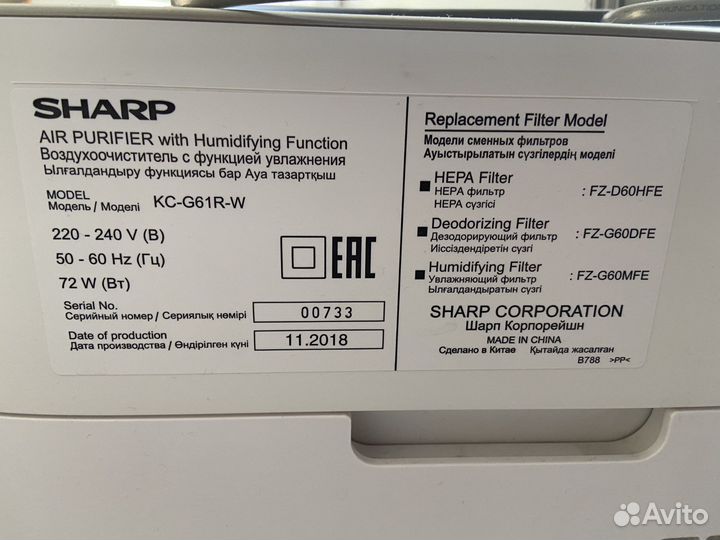 SHARP
AIR PURIFIER with Humidifying Function
Воздухоочиститель с функцией увлажнения
Ылғалдандыру функциясы бар Ауа тазартқыш
MODEL
Модель / Моделі KC-G61R-W
220 - 240 V (В)
50 - 60 Hz (Гц)
72 W (Вт)
EAC
Serial No.
Серийный номер / Сериялық нөмірі 00733
Date of production
Дата производства / Өндірілген күні 11.2018
Replacement Filter Model
Модели сменных фильтров
Ауыстырылатын сүзгілердің моделі
HEPA Filter
HEPA фильтр : FZ-D60HFE
HEPA сүзгісі
Deodorizing Filter
Дезодорирующий фильтр : FZ-G60DFE
Иіссіздендіретін сүзгі
Humidifying Filter
Увлажняющий фильтр : FZ-G60MFE
Ылғалдандыратын сүзгі
SHARP CORPORATION
Шарп Корпорейшн
MADE IN CHINA
Сделано в Китае Қытайда жасалған
B788 >PP<
Avito